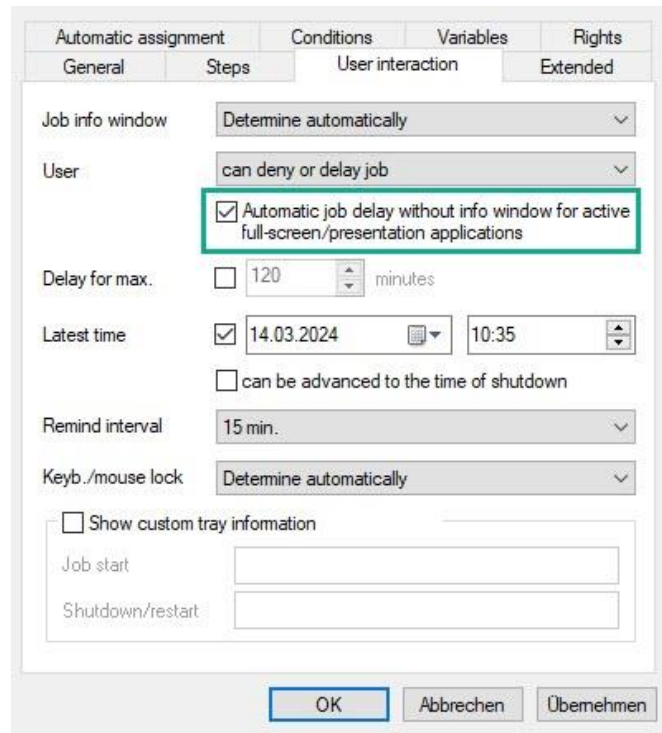 Automatic assignment Conditions Variables Rights
General Steps User interaction Extended
Job info window Determine automatically
User can deny or delay job
Automatic job delay without info window for active
full-screen/presentation applications
Delay for max. 120 minutes
Latest time 14.03.2024 10:35
can be advanced to the time of shutdown
Remind interval 15 min.
Keyb./mouse lock Determine automatically
Show custom tray information
Job start
Shutdown/restart
OK Abbrechen Übernehmen